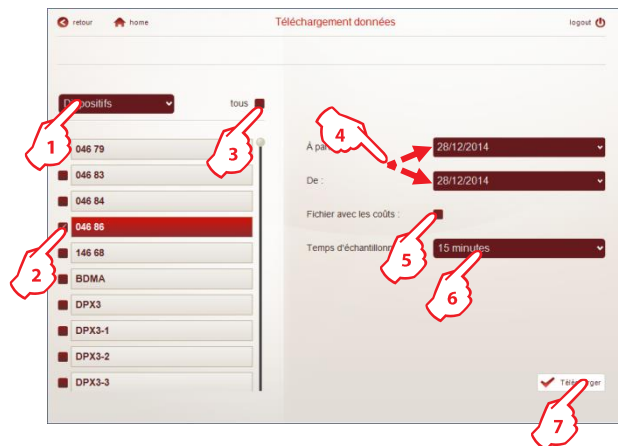 retour
home
Téléchargement données
logout
tous
1
3
4
046 79
046 83
046 84
046 86
146 68
BDMA
DPX3
DPX3-1
DPX3-2
DPX3-3
2
28/12/2014
De :
28/12/2014
Fichier avec les coûts :
5
Temps
15 minutes
6
7